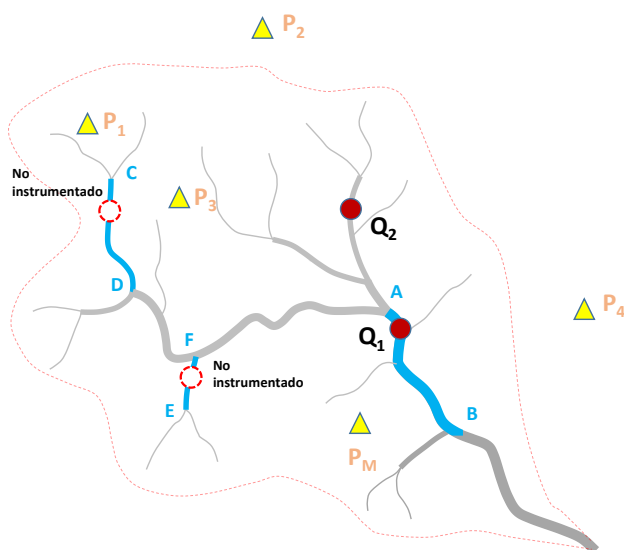 P2
P1
No
instrumentado
C
P3
Q2
D
A
P4
Q1
F
No
instrumentado
E
B
PM